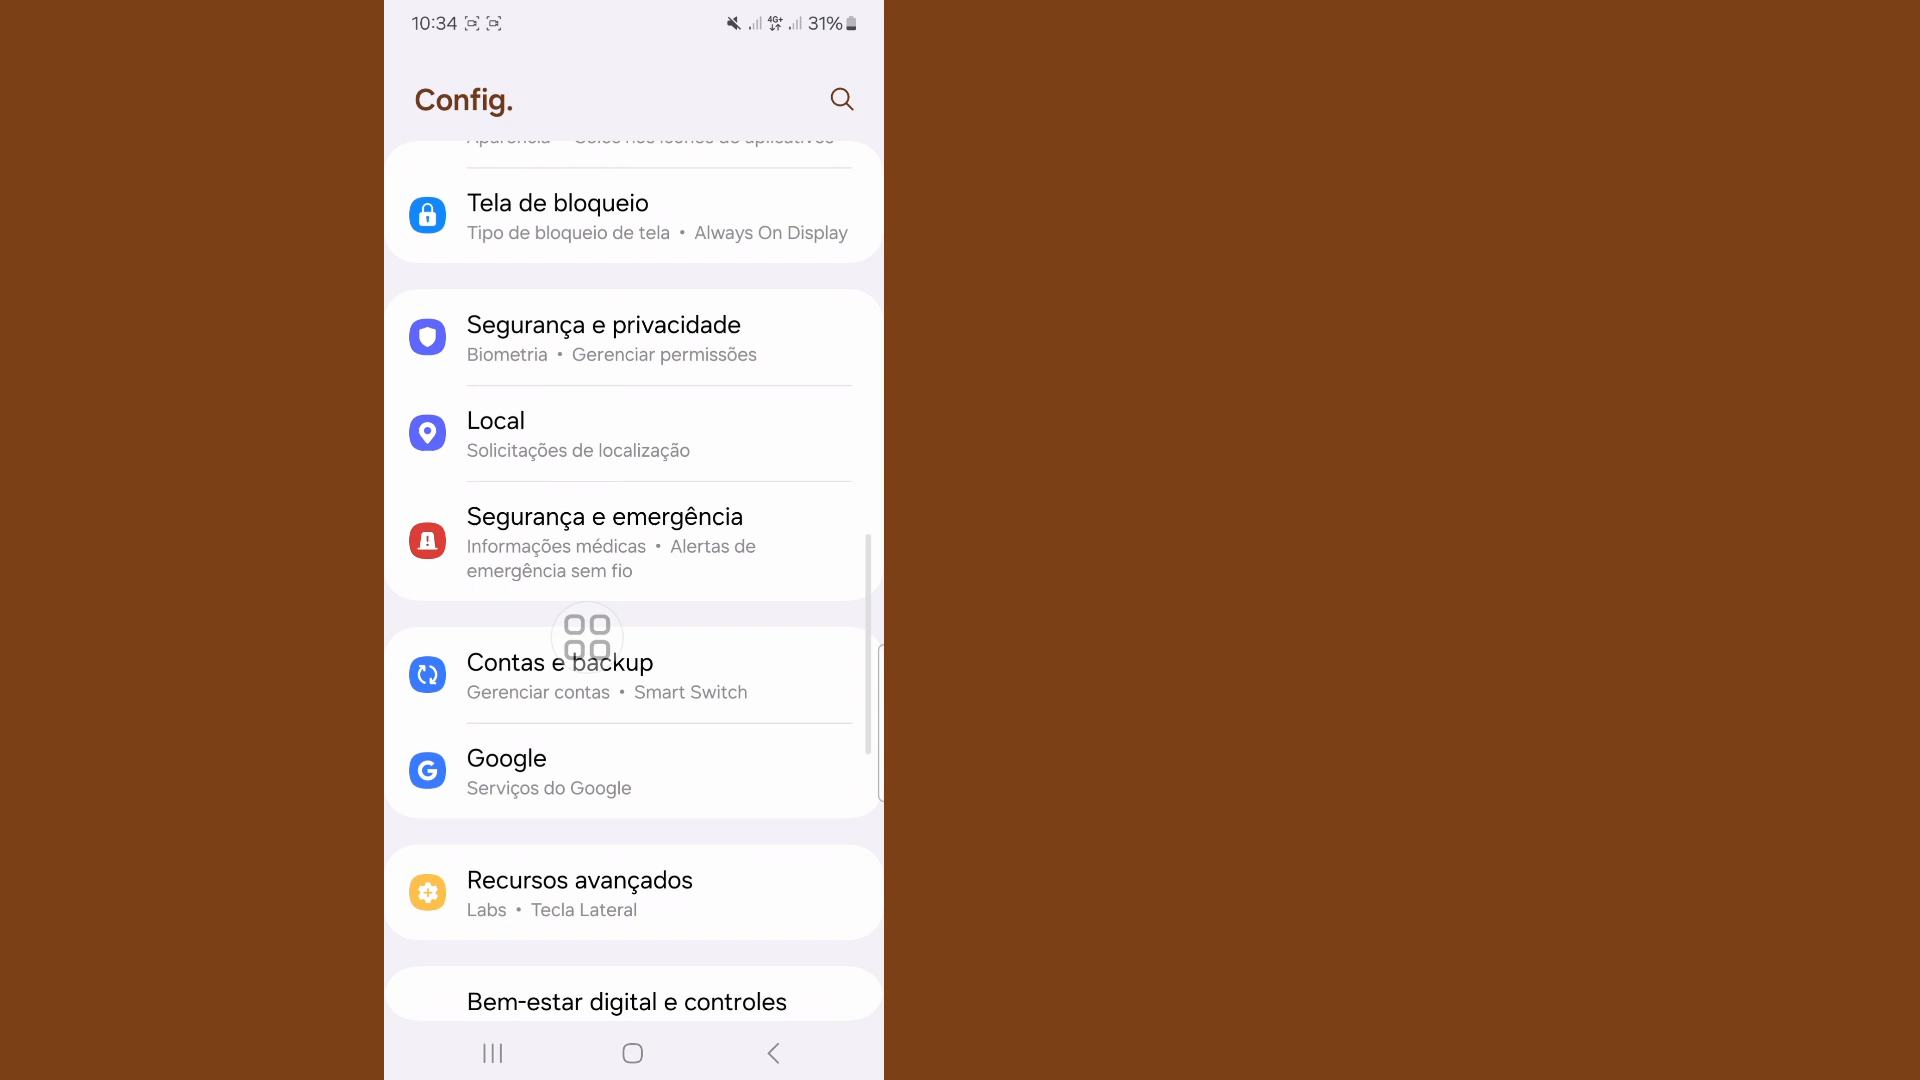 10:34 4G+ 31%
Config.
Tela de bloqueio
Tipo de bloqueio de tela • Always On Display
Segurança e privacidade
Biometria • Gerenciar permissões
Local
Solicitações de localização
Segurança e emergência
Informações médicas • Alertas de
emergência sem fio
Contas e backup
Gerenciar contas • Smart Switch
Google
Serviços do Google
Recursos avançados
Labs • Tecla Lateral
Bem-estar digital e controles